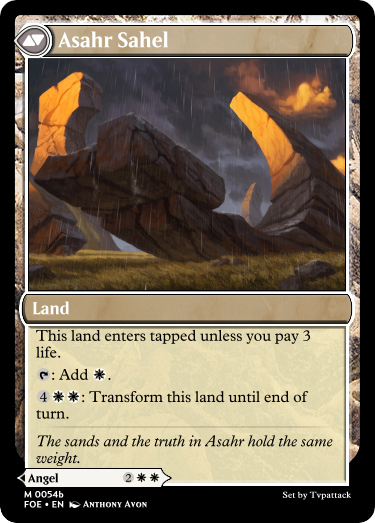 Asahr Sahel
Land
This land enters tapped unless you pay 3
life.
: Add .
4 : Transform this land until end of
turn.
The sands and the truth in Asahr hold the same
weight.
Angel 2
M 0054b
FOE • EN Anthony Avon
Set by Tvpattack